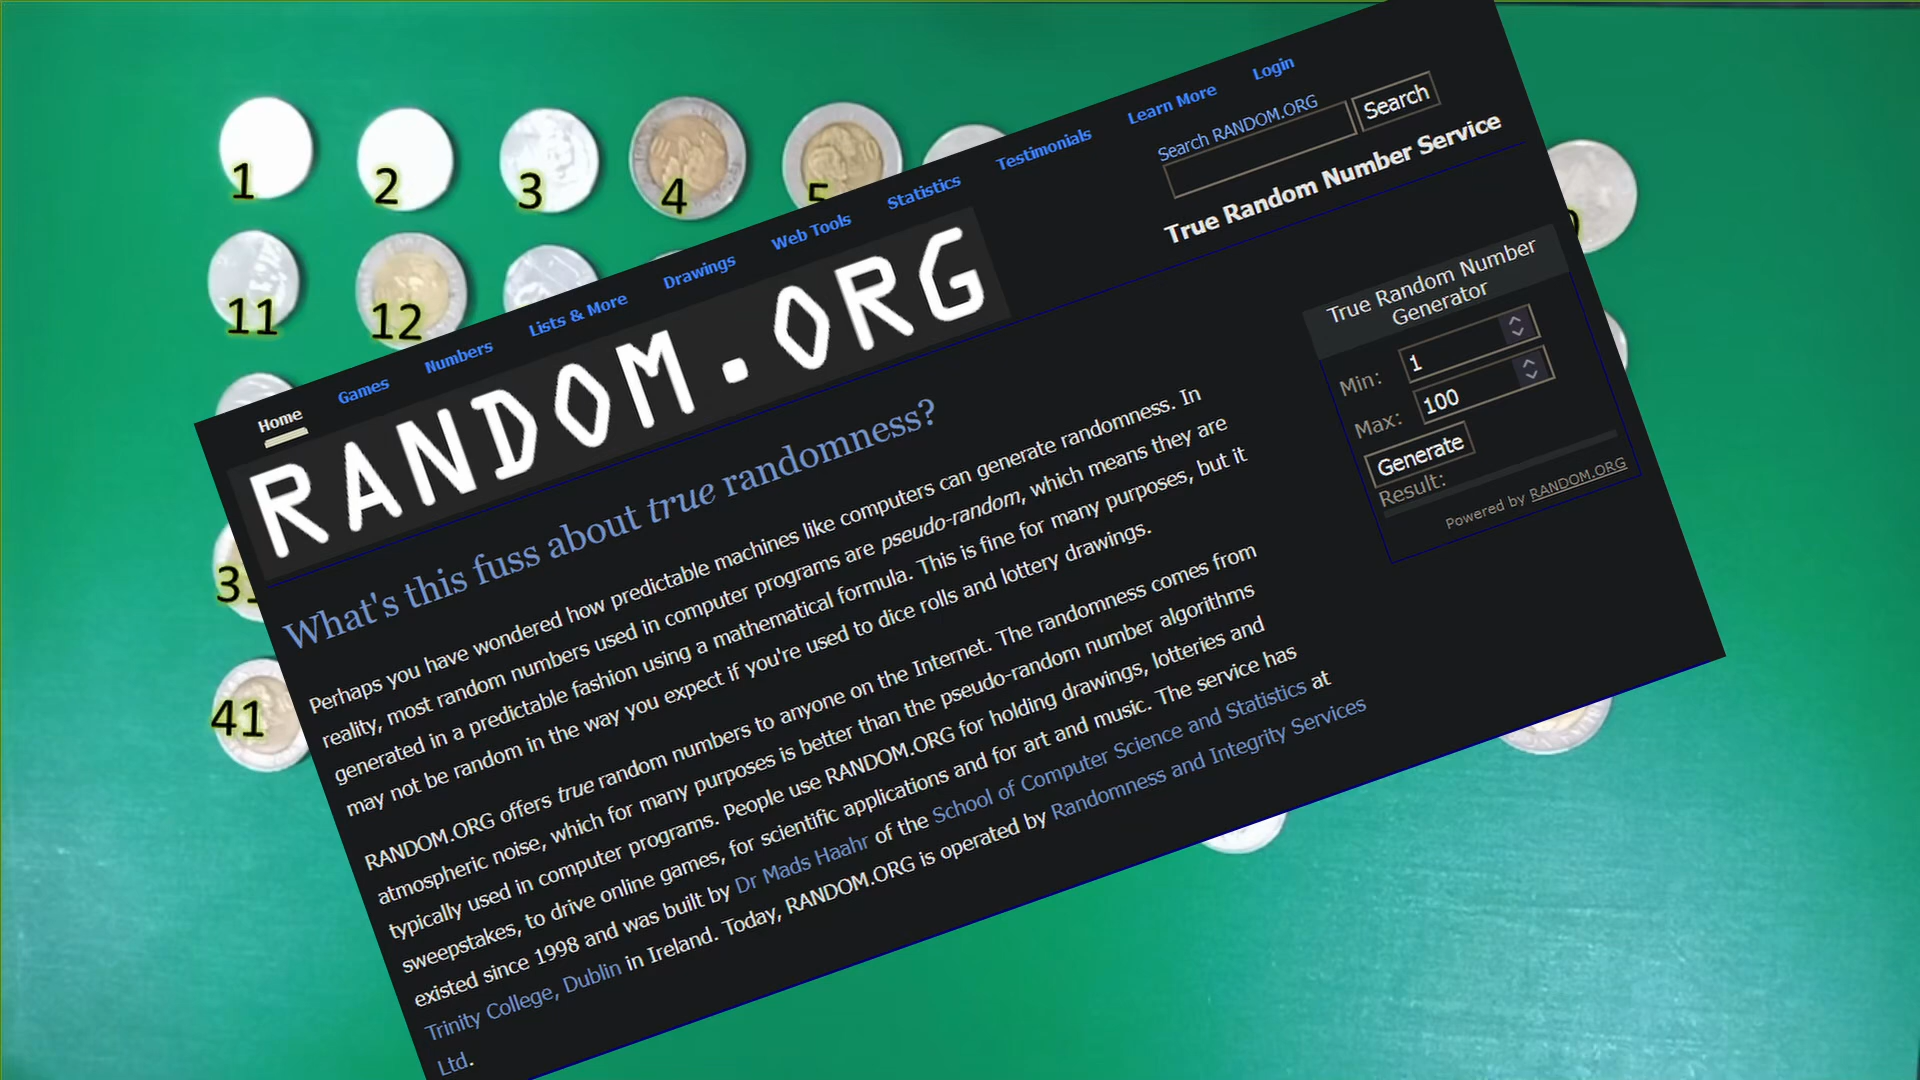 1 2 3 4 5
11 12
31
41
Home Games Numbers Lists & More Drawings Web Tools Statistics Testimonials Learn More Login
Search RANDOM.ORG
Search
RANDOM.ORG
True Random Number Service
What's this fuss about true randomness?
Perhaps you have wondered how predictable machines like computers can generate randomness. In
reality, most random numbers used in computer programs are pseudo-random, which means they are
generated in a predictable fashion using a mathematical formula. This is fine for many purposes, but it
may not be random in the way you expect if you're used to dice rolls and lottery drawings.
RANDOM.ORG offers true random numbers to anyone on the Internet. The randomness comes from
atmospheric noise, which for many purposes is better than the pseudo-random number algorithms
typically used in computer programs. People use RANDOM.ORG for holding drawings, lotteries and
sweepstakes, to drive online games, for scientific applications and for art and music. The service has
existed since 1998 and was built by Dr Mads Haahr of the School of Computer Science and Statistics at
Trinity College, Dublin in Ireland. Today, RANDOM.ORG is operated by Randomness and Integrity Services
Ltd.
True Random Number
Generator
Min: 1
Max: 100
Generate
Result:
Powered by RANDOM.ORG